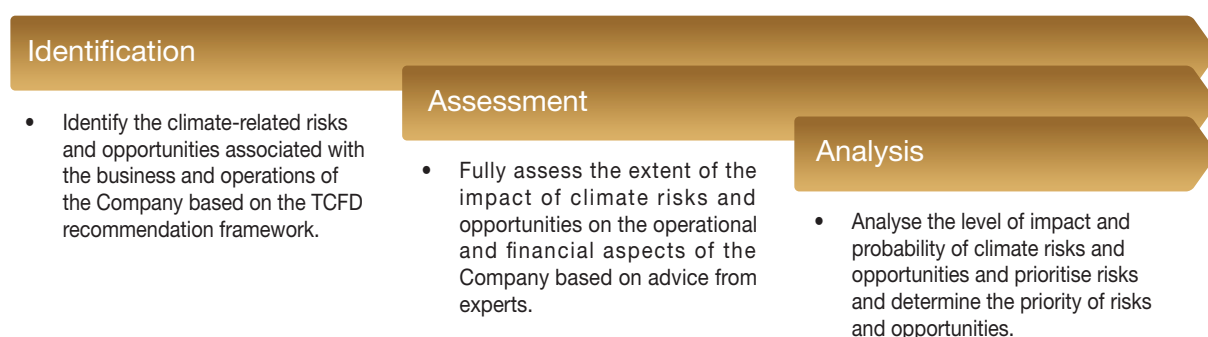 Identification
• Identify the climate-related risks
and opportunities associated with
the business and operations of
the Company based on the TCFD
recommendation framework.
Assessment
• Fully assess the extent of the
impact of climate risks and
opportunities on the operational
and financial aspects of the
Company based on advice from
experts.
Analysis
• Analyse the level of impact and
probability of climate risks and
opportunities and prioritise risks
and determine the priority of risks
and opportunities.